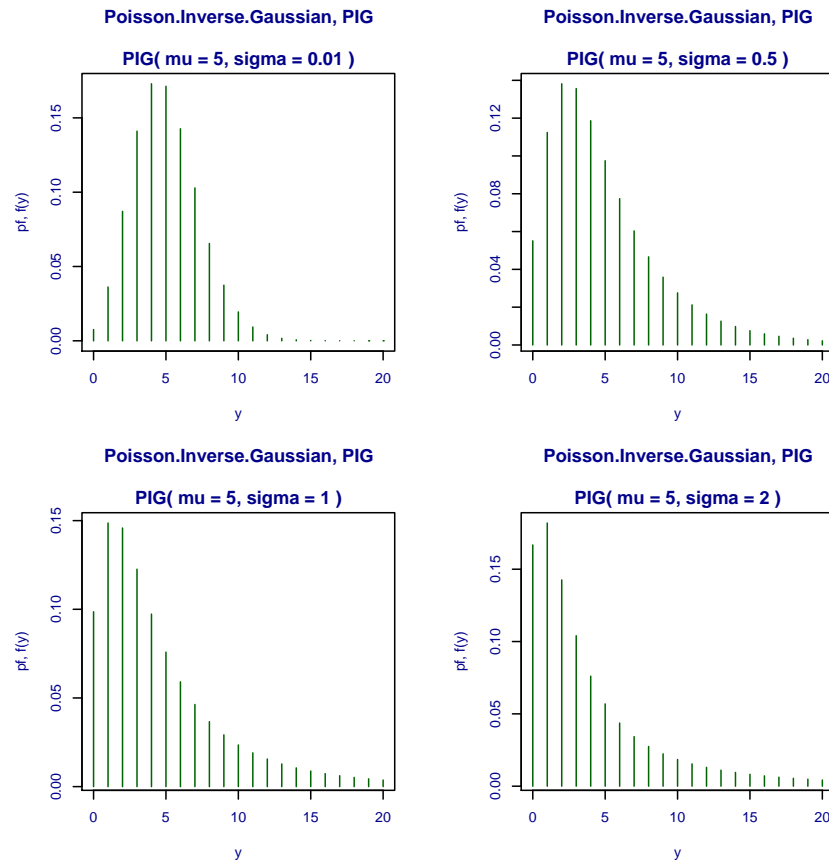 Poisson.Inverse.Gaussian, PIG
PIG( mu = 5, sigma = 0.01 )
pf, f(y)
0.00
0.05
0.10
0.15
0 5 10 15 20
y
Poisson.Inverse.Gaussian, PIG
PIG( mu = 5, sigma = 0.5 )
pf, f(y)
0.00
0.04
0.08
0.12
0 5 10 15 20
y
Poisson.Inverse.Gaussian, PIG
PIG( mu = 5, sigma = 1 )
pf, f(y)
0.00
0.05
0.10
0.15
0 5 10 15 20
y
Poisson.Inverse.Gaussian, PIG
PIG( mu = 5, sigma = 2 )
pf, f(y)
0.00
0.05
0.10
0.15
0 5 10 15 20
y